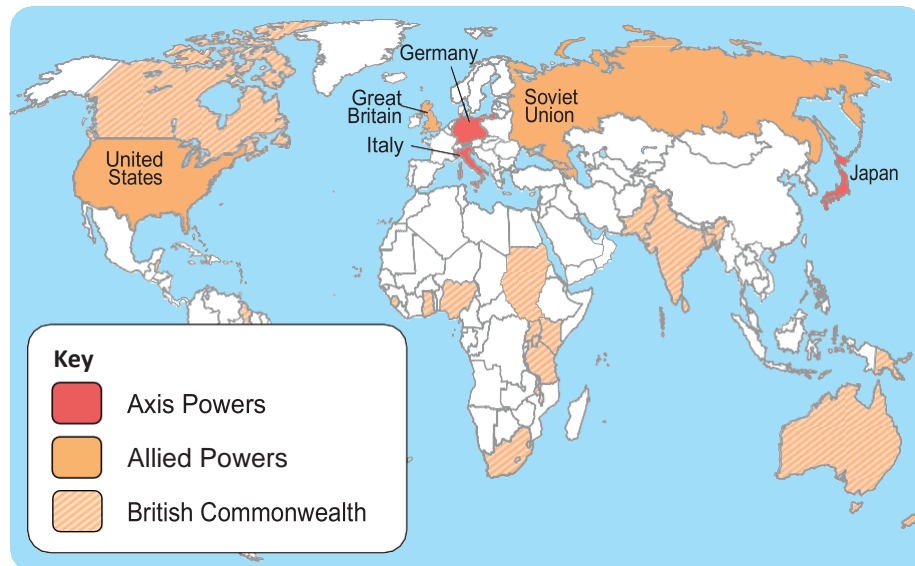 Germany
Great
Britain
Italy
Soviet
Union
United
States
Japan
Key
Axis Powers
Allied Powers
British Commonwealth